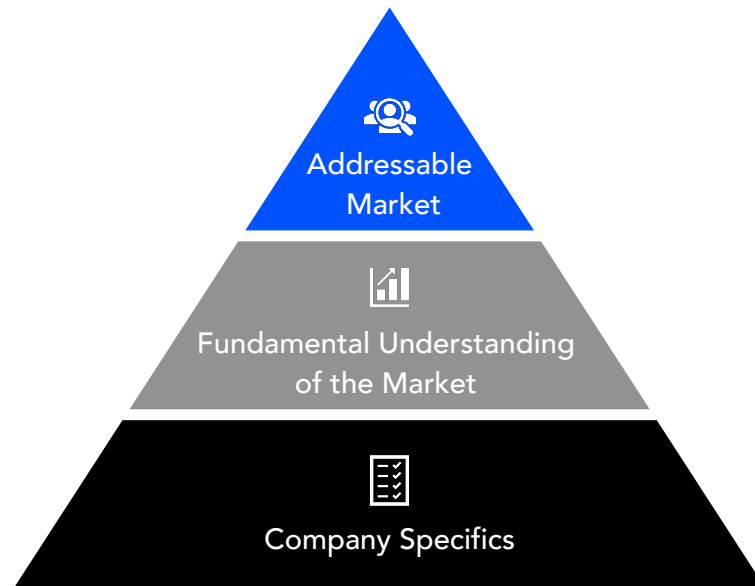 Addressable
Market
Fundamental Understanding
of the Market
Company Specifics